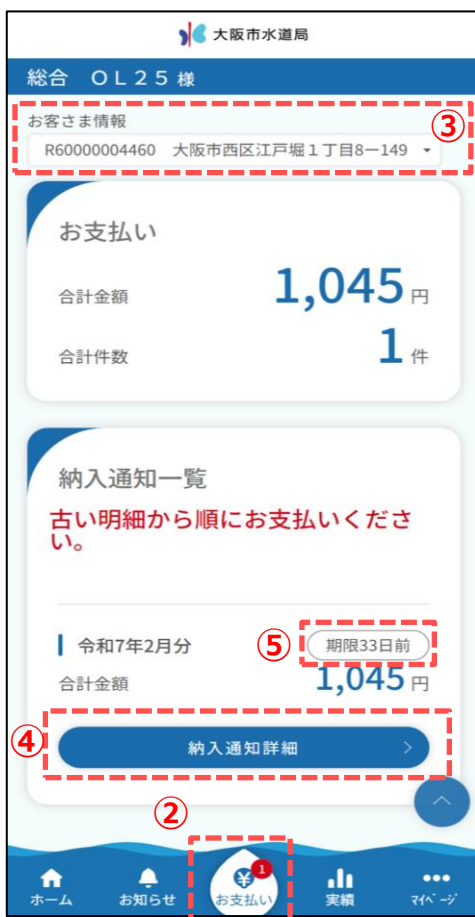 大阪市水道局
総合 OL25 様
お客さま情報
③
R60000004460 大阪市西区江戸堀1丁目8ー149
お支払い
合計金額 1,045 円
合計件数 1 件
納入通知一覧
古い明細から順にお支払いくださ
い。
令和7年2月分 ⑤ 期限33日前
合計金額 1,045 円
④ 納入通知詳細
②
¥ 1
ホーム お知らせ お支払い 実績 マイページ